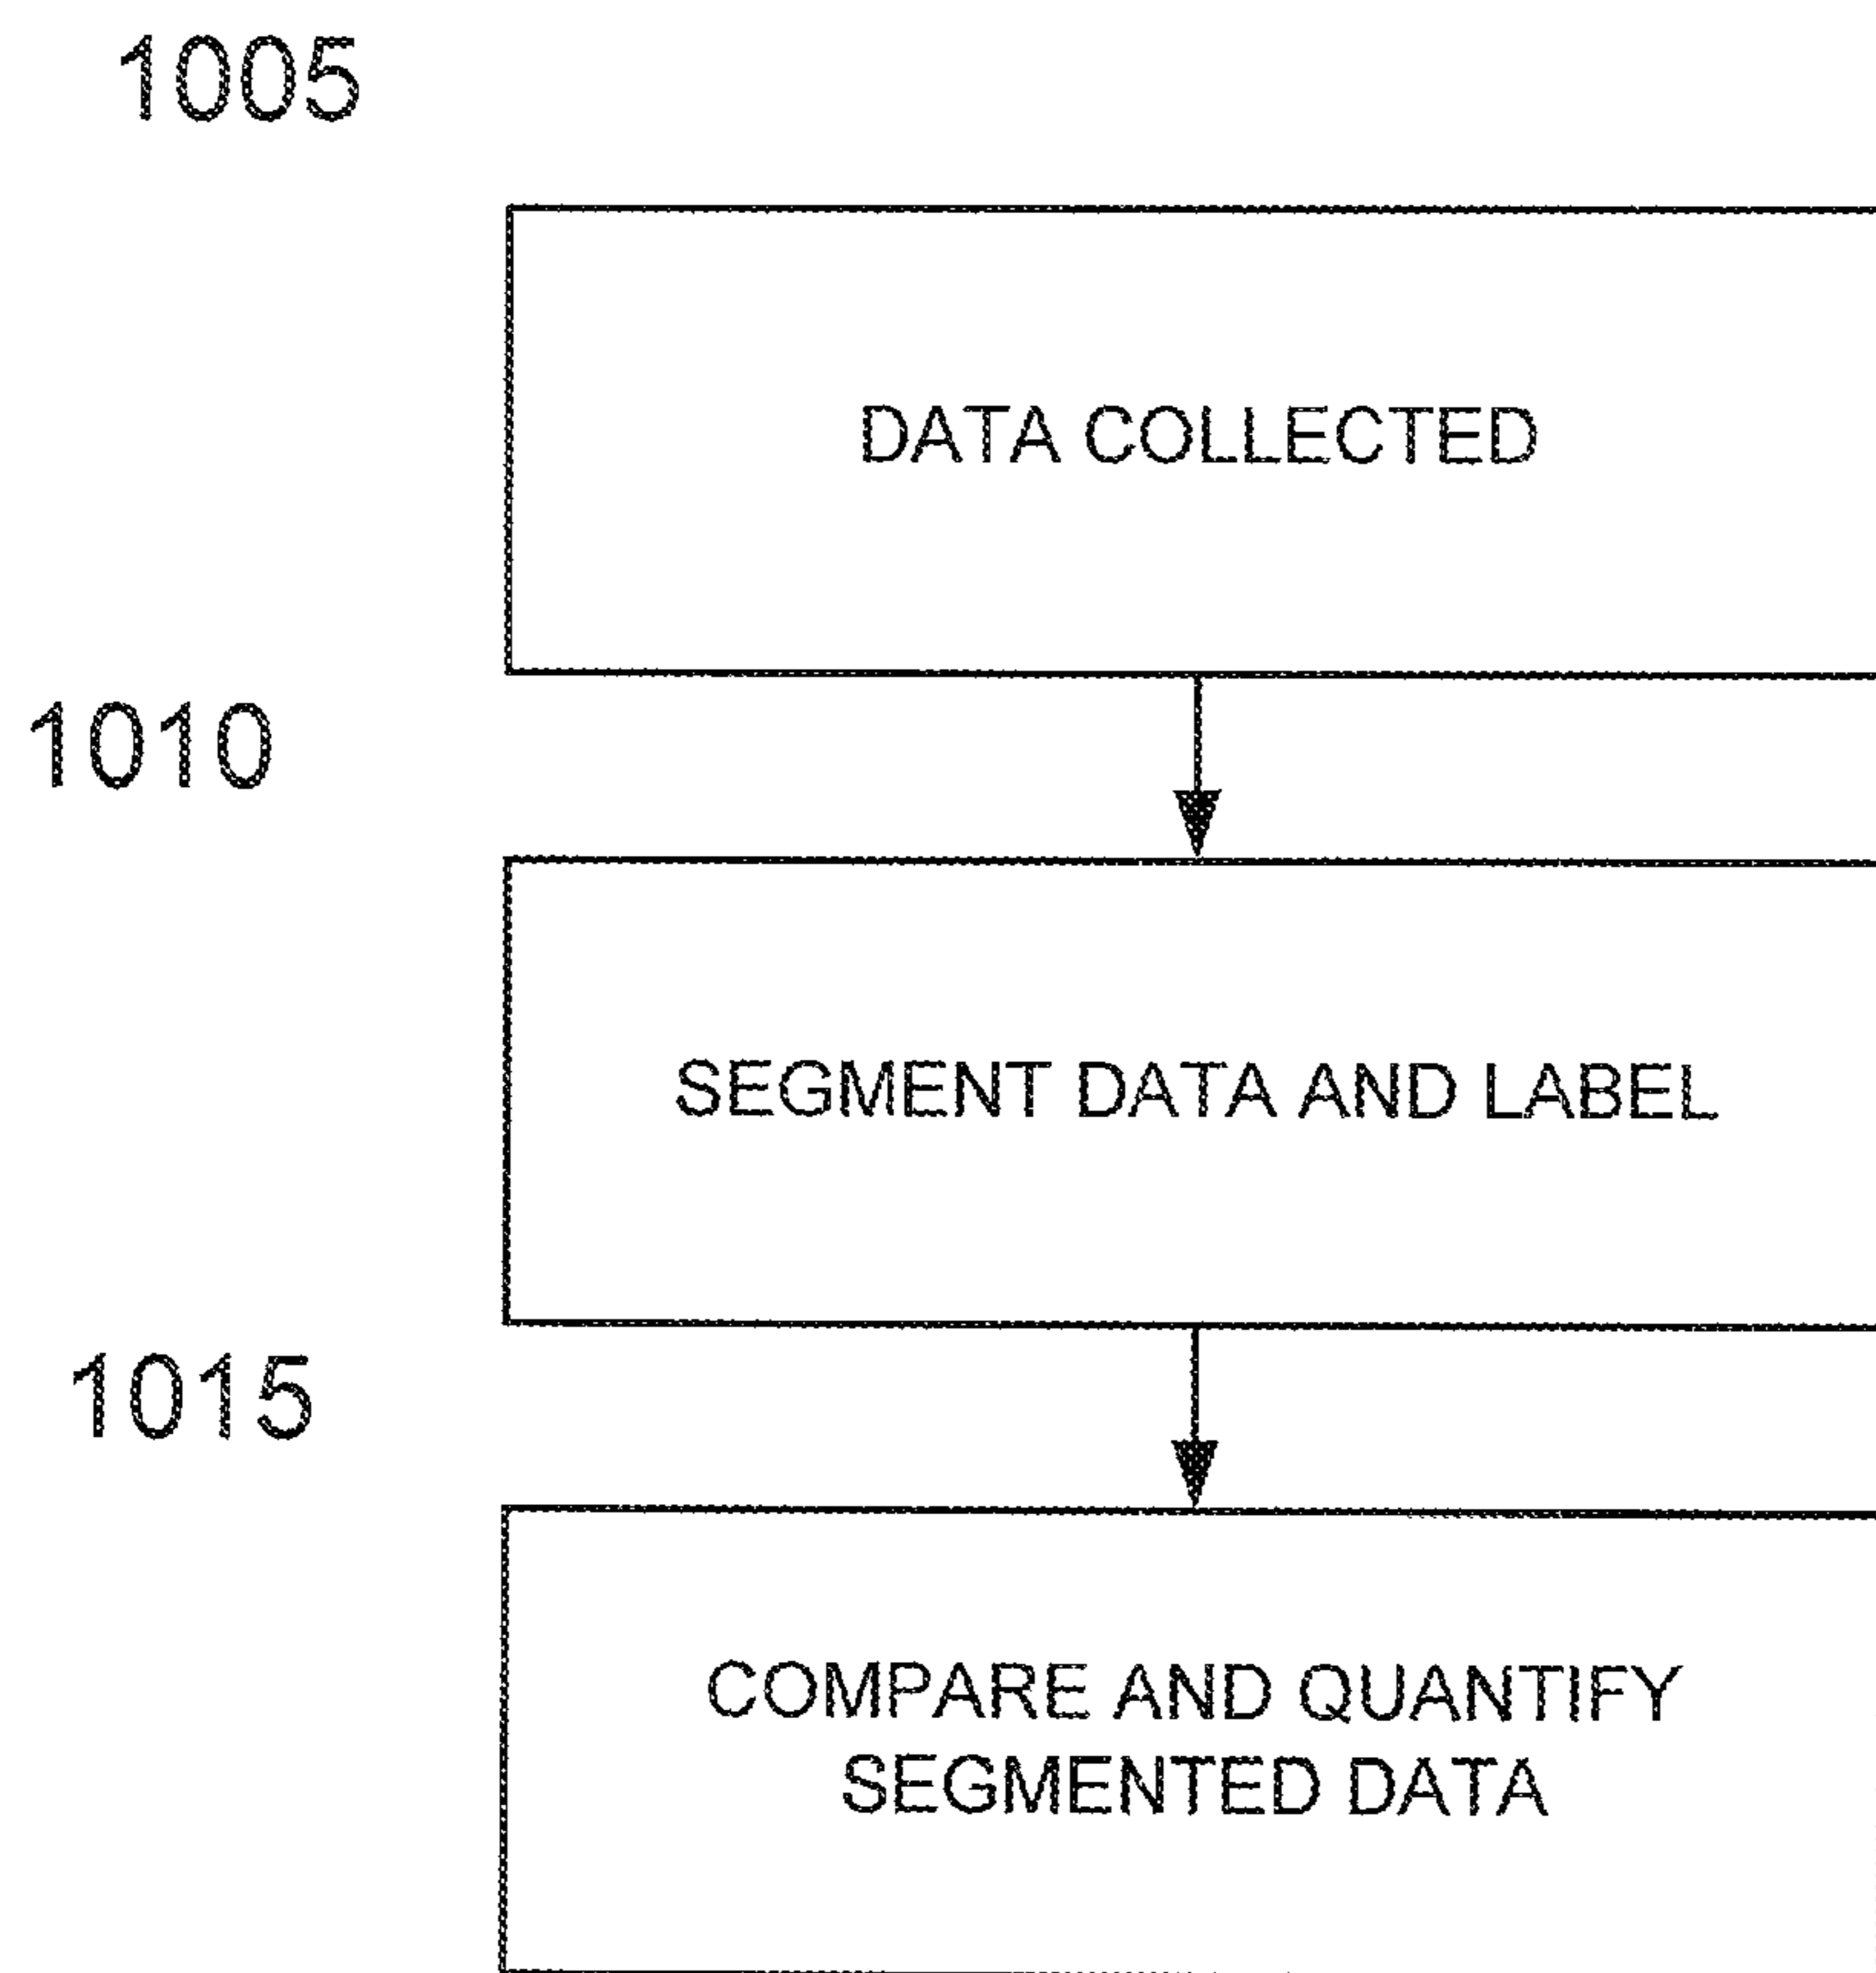 1005
DATA COLLECTED
1010
SEGMENT DATA AND LABEL
1015
COMPARE AND QUANTIFY
SEGMENTED DATA